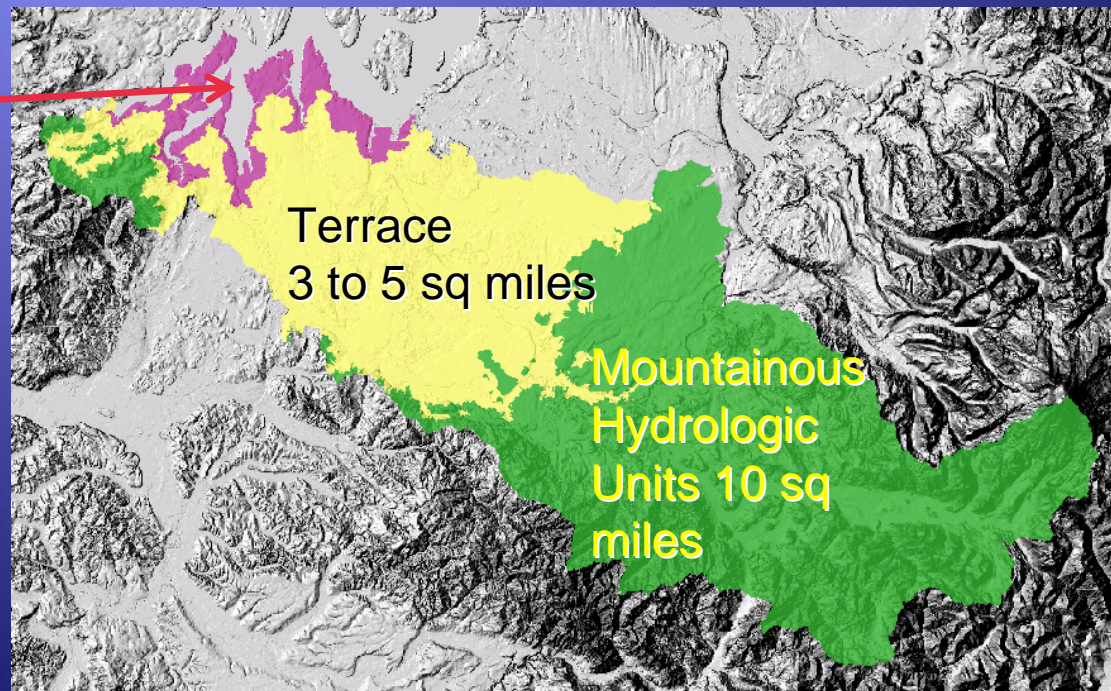 Terrace
3 to 5 sq miles
Mountainous
Hydrologic
Units 10 sq
miles